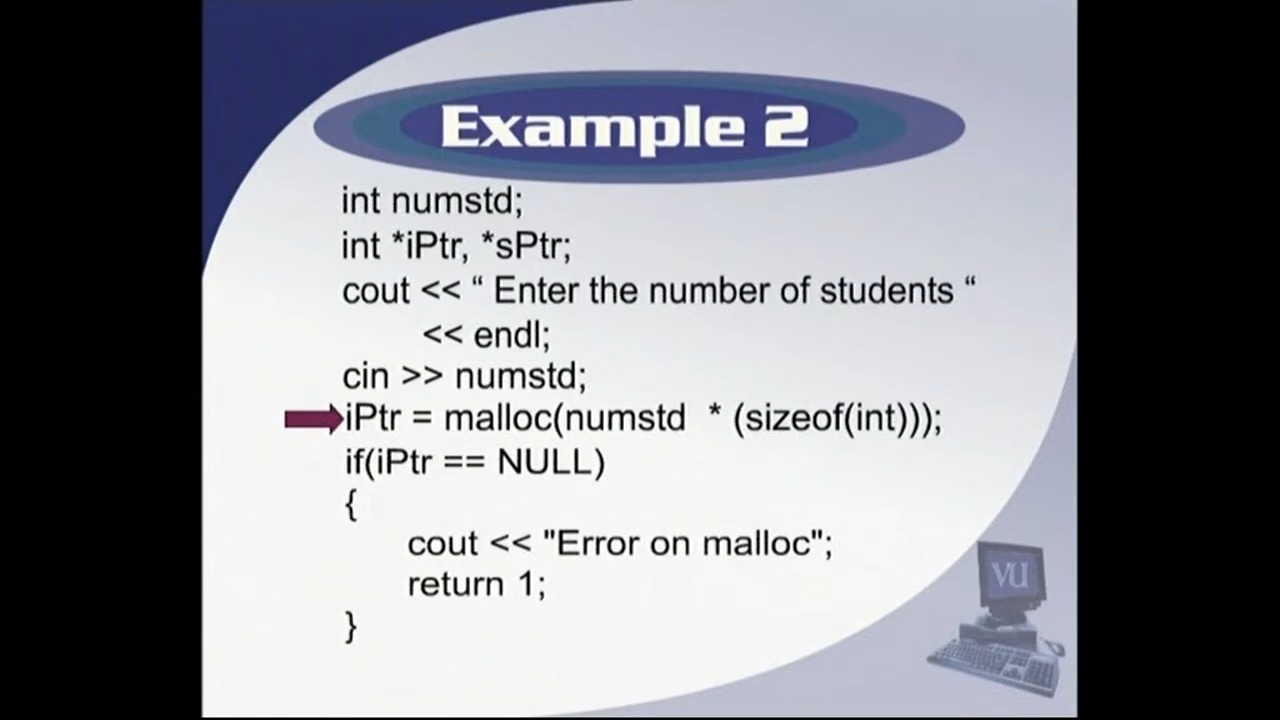 Example 2
int numstd;
int *iPtr, *sPtr;
cout << “ Enter the number of students “
<< endl;
cin >> numstd;
iPtr = malloc(numstd * (sizeof(int)));
if(iPtr == NULL)
{
cout << "Error on malloc";
return 1;
}
VU